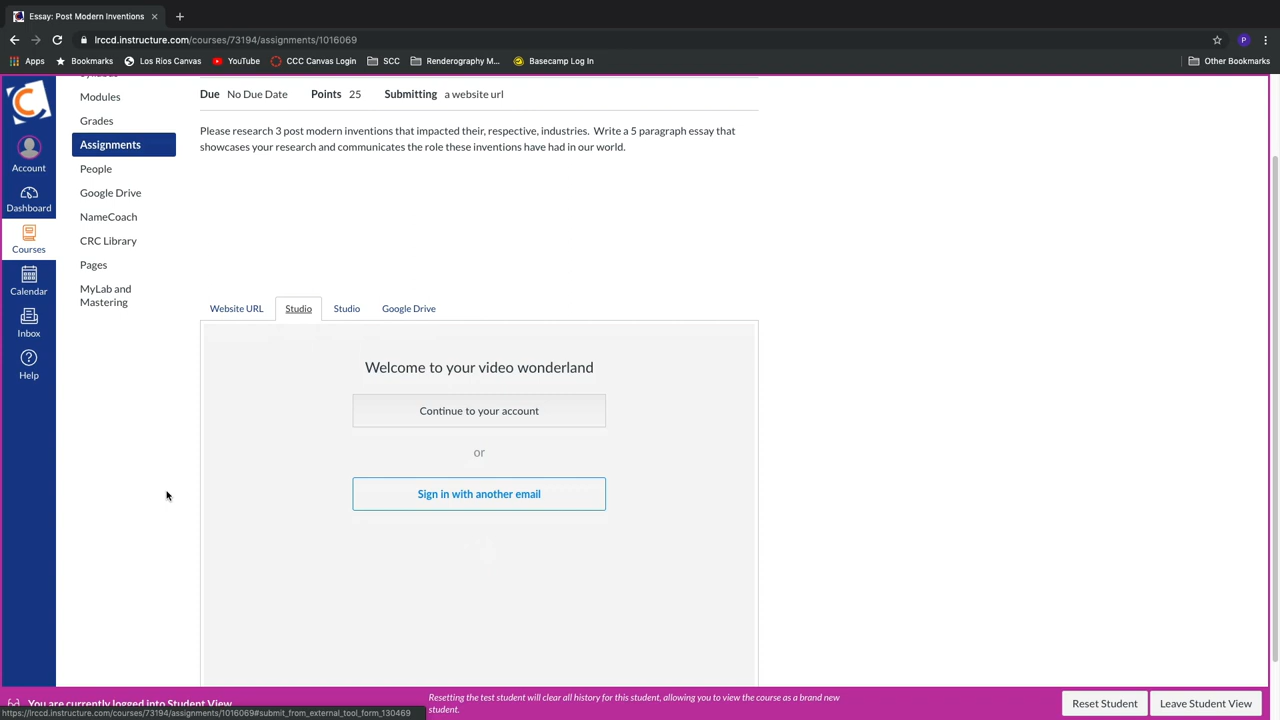 Essay: Post Modern Inventions
lrccd.instructure.com/courses/73194/assignments/1016069
P
Apps
Bookmarks
Los Ríos Canvas
YouTube
CCC Canvas Login
SCC
Renderography M...
Basecamp Log In
Other Bookmarks
Account
Dashboard
Courses
Calendar
Inbox
Help
Modules
Grades
Assignments
People
Google Drive
NameCoach
CRC Library
Pages
MyLab and
Mastering
Due No Due Date Points 25 Submitting a website url
Please research 3 post modern inventions that impacted their, respective, industries. Write a 5 paragraph essay that
showcases your research and communicates the role these inventions have had in our world.
Website URL Studio Studio Google Drive
Welcome to your video wonderland
Continue to your account
or
Sign in with another email
You are currently logged into Student View
Resetting the test student will clear all history for this student, allowing you to view the course as a brand new
student.
Reset Student
Leave Student View
https://lrccd.instructure.com/courses/73194/assignments/1016069#submit_from_external_tool_form_130469